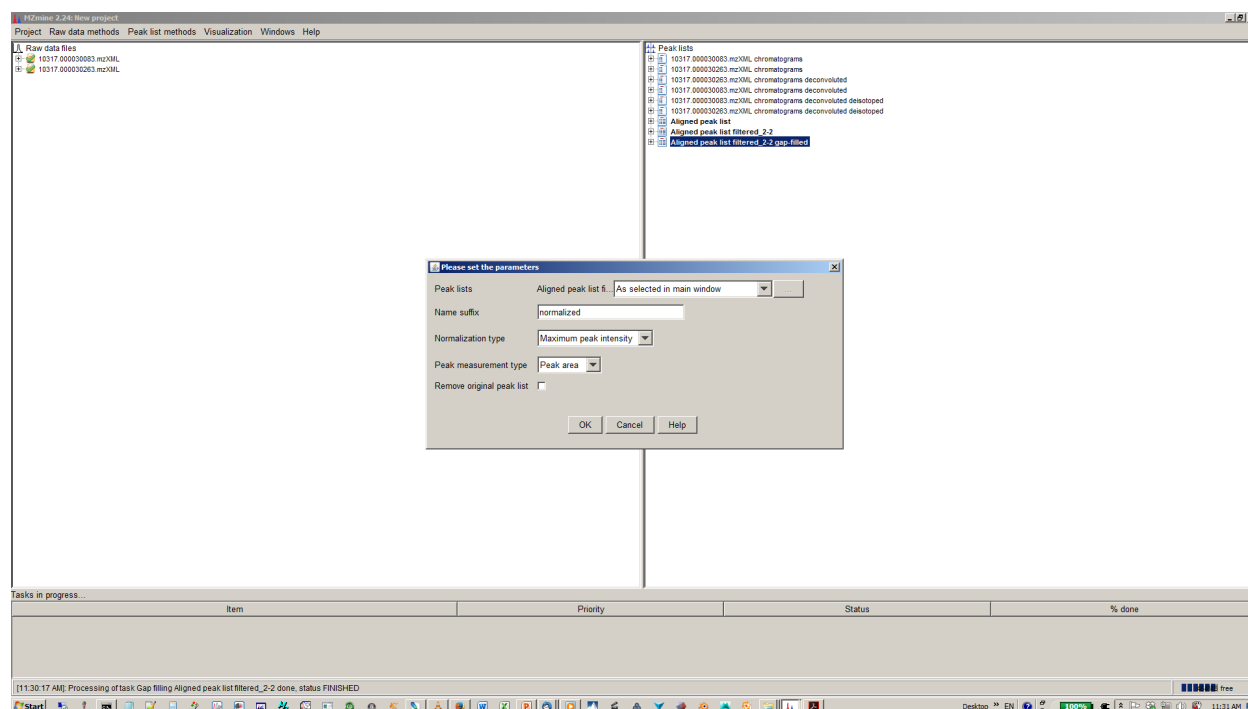 MZmine 2.24: New project
Project Raw data methods Peak list methods Visualization Windows Help
Raw data files
10317.000030083.mzXML
10317.000030263.mzXML
Peak lists
10317.000030083.mzXML chromatograms
10317.000030263.mzXML chromatograms
10317.000030263.mzXML chromatograms deconvoluted
10317.000030083.mzXML chromatograms deconvoluted
10317.000030083.mzXML chromatograms deconvoluted deisotoped
10317.000030263.mzXML chromatograms deconvoluted deisotoped
Aligned peak list
Aligned peak list filtered_2-2
Aligned peak list filtered_2-2 gap-filled
Please set the parameters
Peak lists Aligned peak list fi... As selected in main window ...
Name suffix normalized
Normalization type Maximum peak intensity
Peak measurement type Peak area
Remove original peak list
OK Cancel Help
Tasks in progress...
Item Priority Status % done
[11:30:17 AM]: Processing of task Gap filling Aligned peak list filtered_2-2 done, status FINISHED
free
Start Desktop » EN 100% 11:31 AM